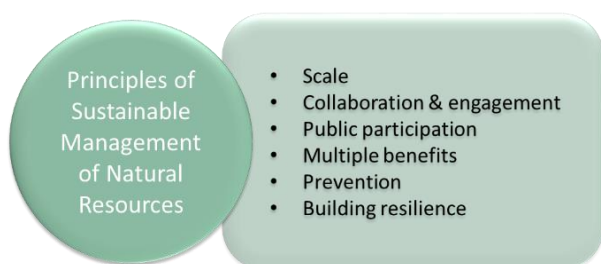 Principles of
Sustainable
Management
of Natural
Resources
• Scale
• Collaboration & engagement
• Public participation
• Multiple benefits
• Prevention
• Building resilience